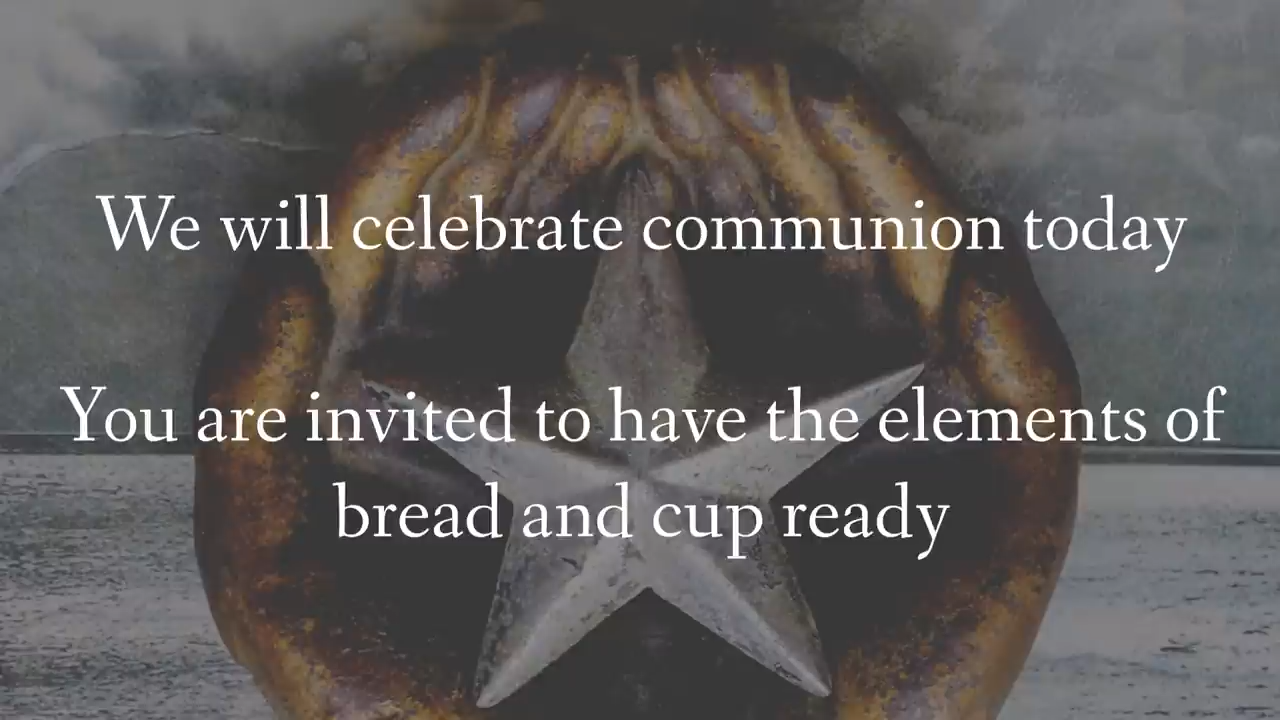 We will celebrate communion today
You are invited to have the elements of
bread and cup ready